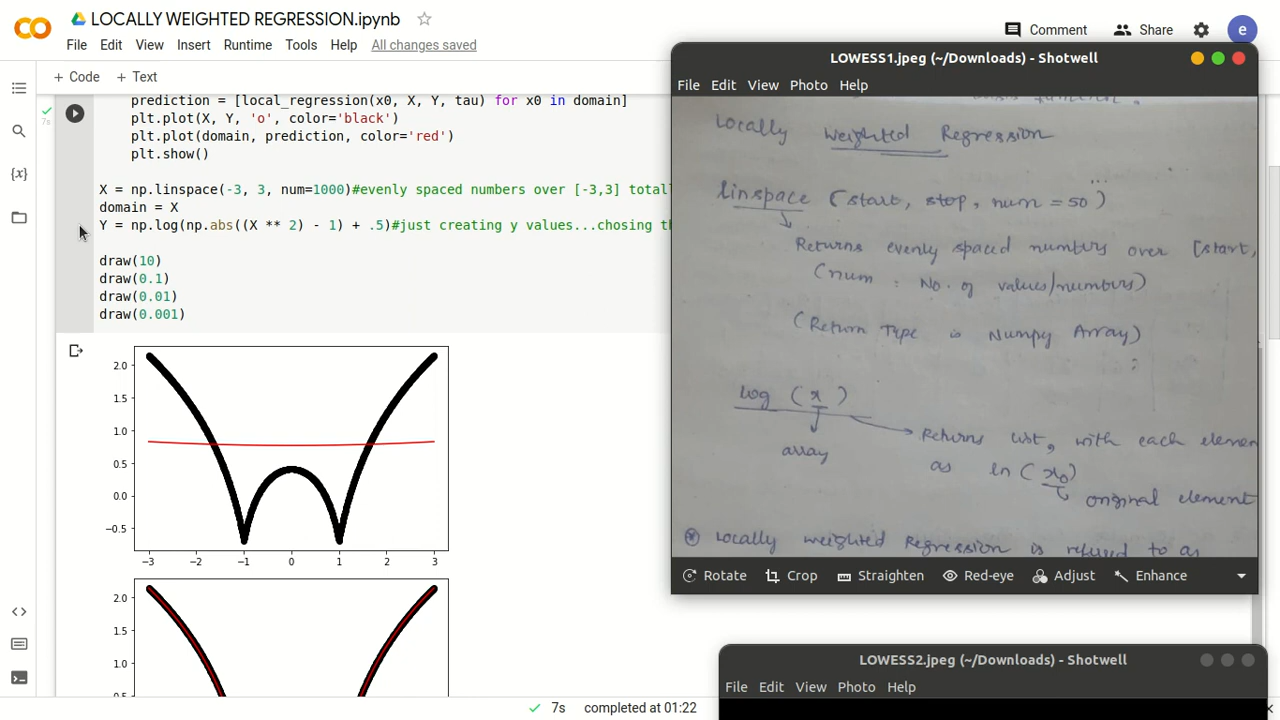 LOCALLY WEIGHTED REGRESSION.ipynb
File Edit View Insert Runtime Tools Help All changes saved
Comment Share e
+ Code + Text
prediction = [local_regression(x0, X, Y, tau) for x0 in domain]
plt.plot(X, Y, 'o', color='black')
plt.plot(domain, prediction, color='red')
plt.show()
X = np.linspace(-3, 3, num=1000)#evenly spaced numbers over [-3,3] total
domain = X
Y = np.log(np.abs((X ** 2) - 1) + .5)#just creating y values...chosing th
draw(10)
draw(0.1)
draw(0.01)
draw(0.001)
7s
{x}
2.0
1.5
1.0
0.5
0.0
−0.5
−3 −2 −1 0 1 2 3
2.0
1.5
1.0
0.5
LOWESS1.jpeg (~/Downloads) - Shotwell
File Edit View Photo Help
Locally Weighted Regression
linspace (start, stop, num = 50)
Returns evenly spaced numbers over [start,
(num : No. of values/numbers)
(Return Type is Numpy Array)
log (x)
array
Returns list, with each elemen
as ln (x0)
original element
Locally weighted Regression is refused to as
Rotate Crop Straighten Red-eye Adjust Enhance
LOWESS2.jpeg (~/Downloads) - Shotwell
File Edit View Photo Help
7s completed at 01:22